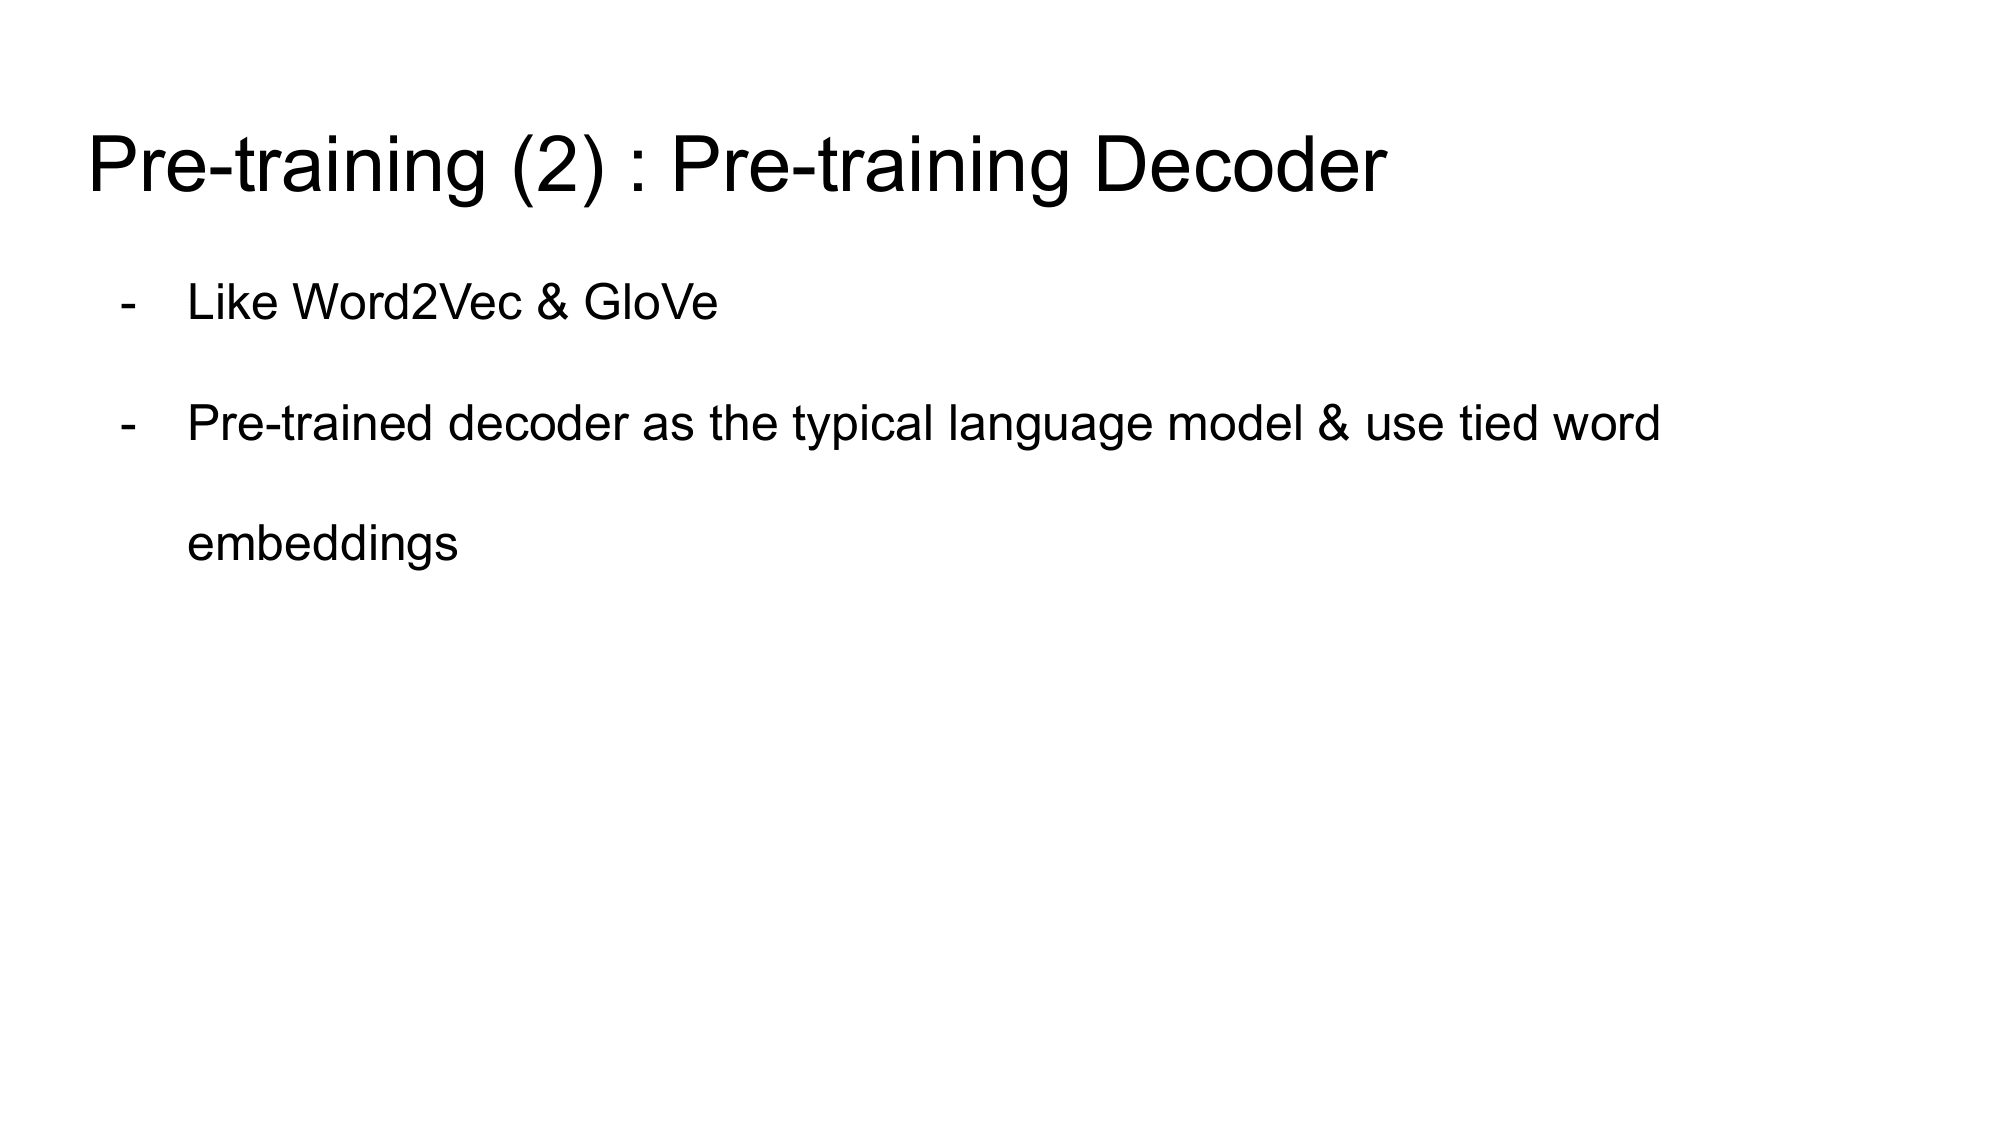 Pre-training (2) : Pre-training Decoder
- Like Word2Vec & GloVe
- Pre-trained decoder as the typical language model & use tied word
embeddings